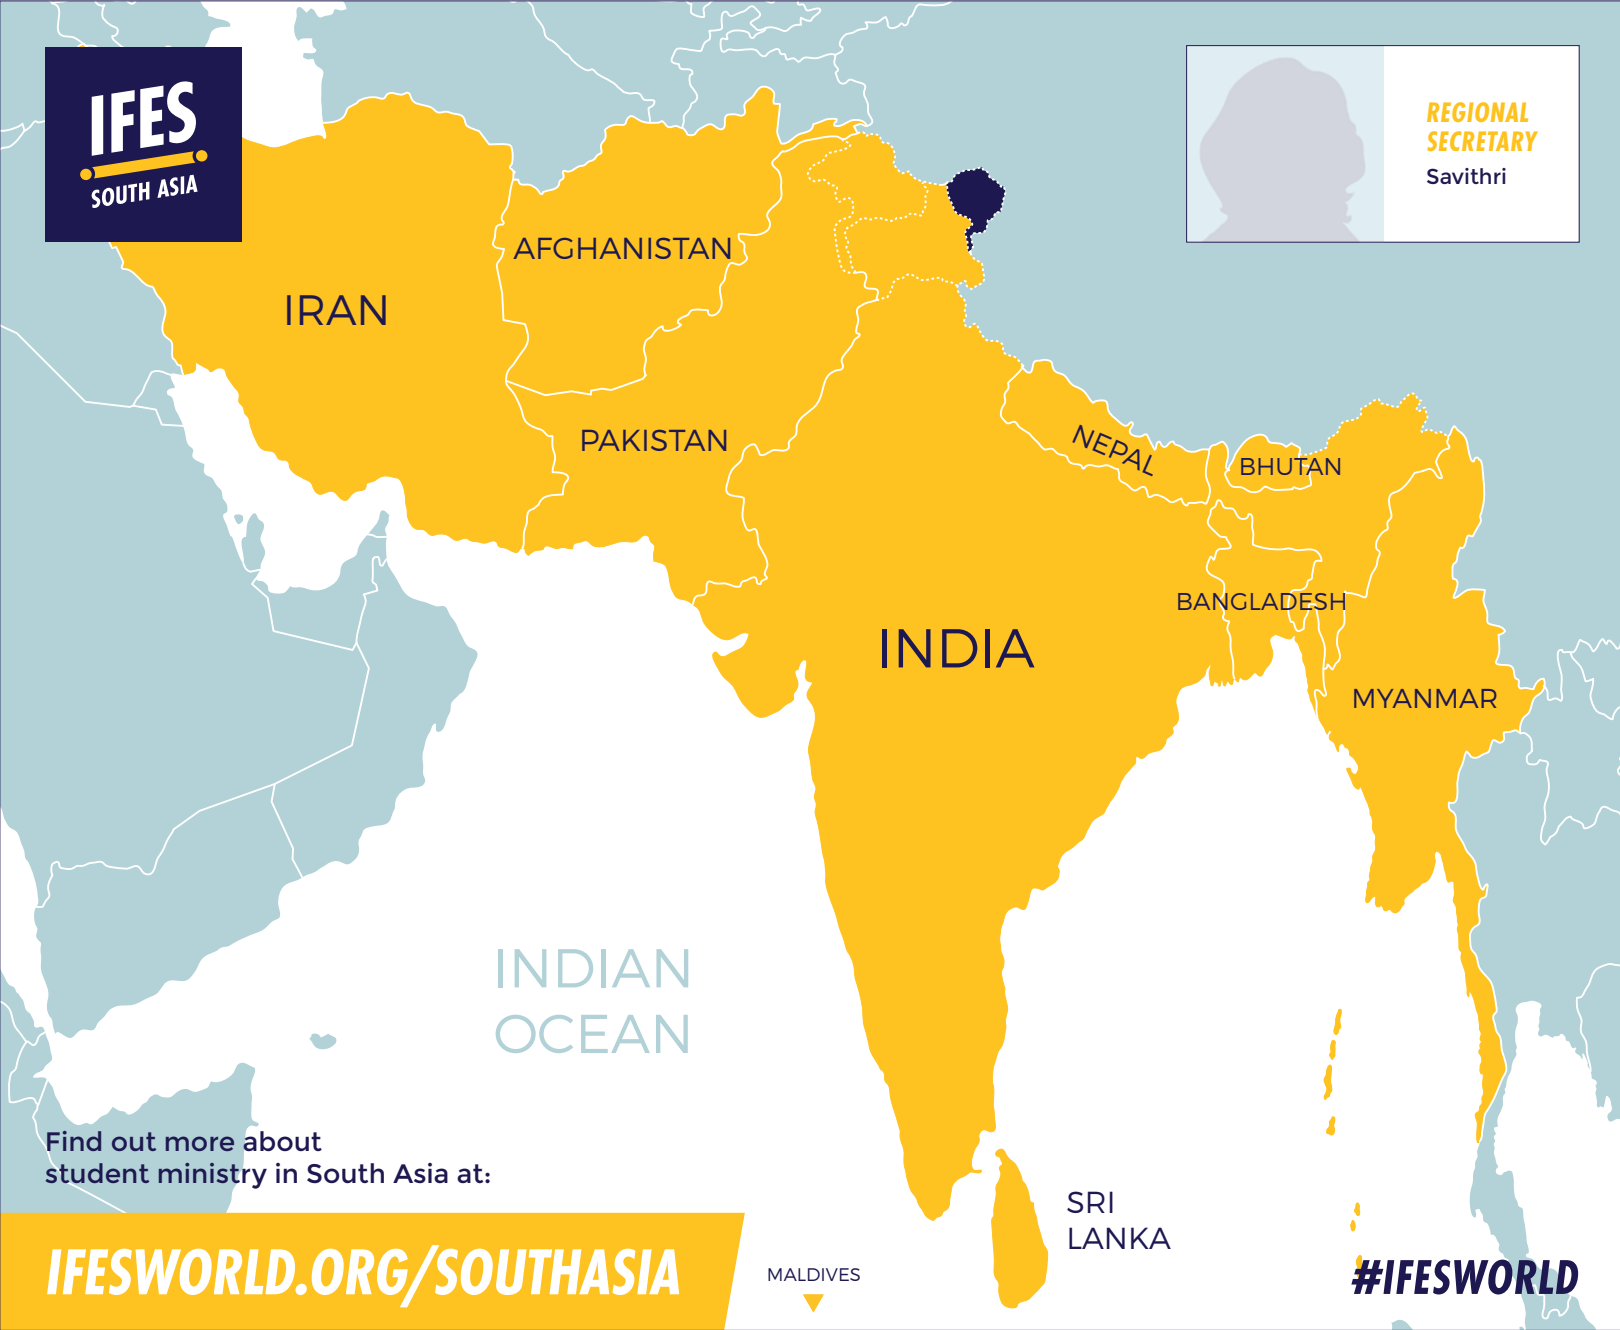 IFES
SOUTH ASIA
REGIONAL
SECRETARY
Savithri
AFGHANISTAN
IRAN
PAKISTAN
NEPAL
BHUTAN
BANGLADESH
INDIA
MYANMAR
INDIAN
OCEAN
Find out more about
student ministry in South Asia at:
IFESWORLD.ORG/SOUTHASIA
MALDIVES
SRI
LANKA
#IFESWORLD